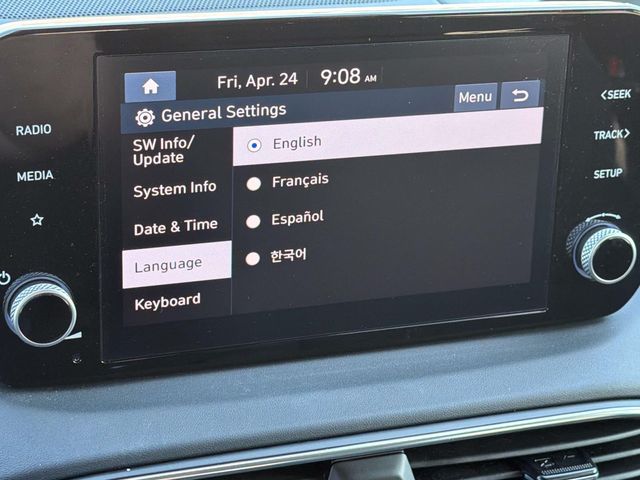 Fri, Apr. 24 9:08 AM
General Settings Menu
SW Info/
Update
System Info
Date & Time
Language
Keyboard
English
Français
Español
한국어
RADIO
MEDIA
<SEEK
TRACK>
SETUP